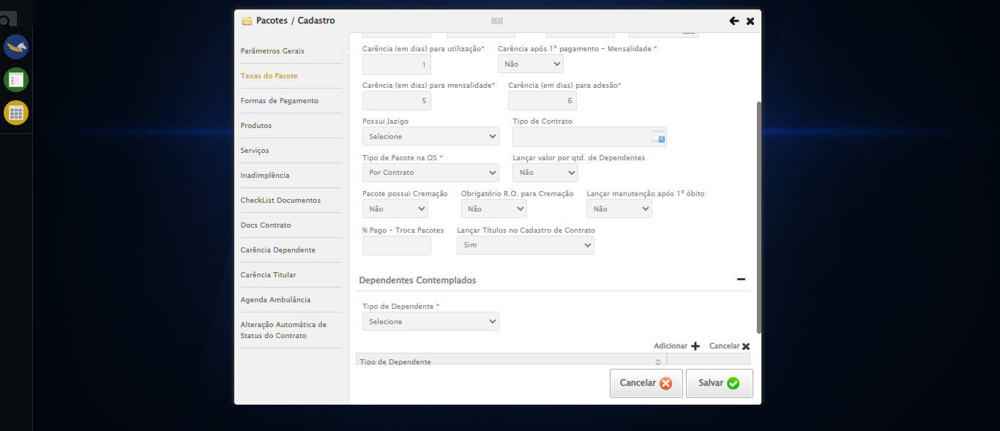 Pacotes / Cadastro
Parâmetros Gerais
Taxas do Pacote
Formas de Pagamento
Produtos
Serviços
Inadimplência
CheckList Documentos
Docs Contrato
Carência Dependente
Carência Titular
Agenda Ambulância
Alteração Automática de
Status do Contrato
Carência (em dias) para utilização* Carência após 1º pagamento - Mensalidade *
1 Não
Carência (em dias) para mensalidade* Carência (em dias) para adesão*
5 6
Possui Jazigo Tipo de Contrato
Selecione
Tipo de Pacote na OS * Lançar valor por qtd. de Dependentes
Por Contrato Não
Pacote possui Cremação Obrigatório R.O. para Cremação Lançar manutenção após 1º óbito
Não Não Não
% Pago - Troca Pacotes Lançar Títulos no Cadastro de Contrato
Sim
Dependentes Contemplados
Tipo de Dependente *
Selecione
Adicionar Cancelar
Tipo de Dependente
Cancelar Salvar